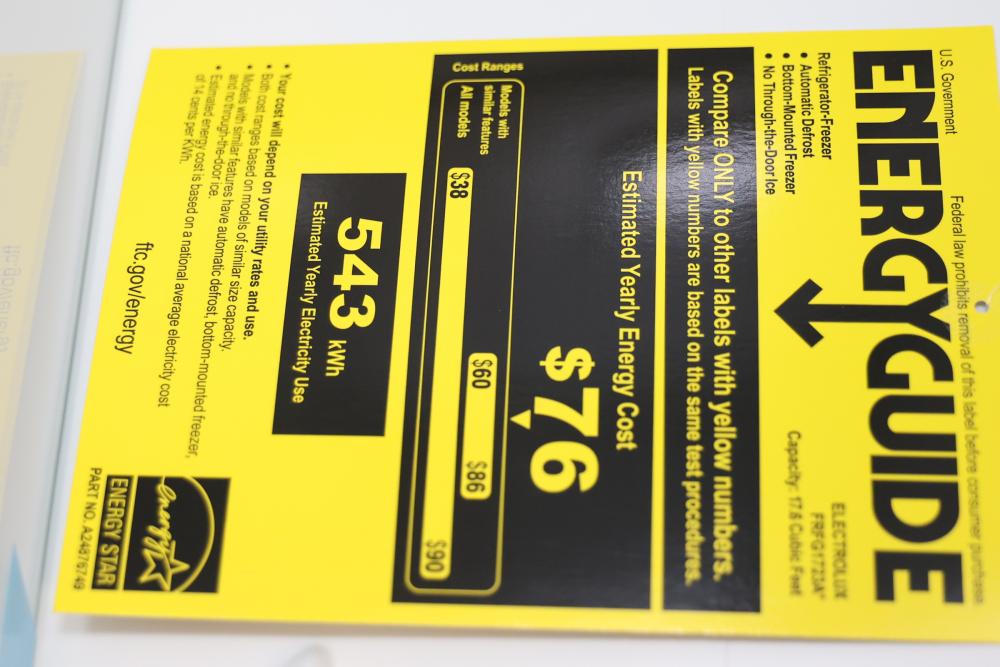 U.S. Government
Federal law prohibits removal of this label before consumer purchase.
ENERGYGUIDE
Refrigerator-Freezer
• Automatic Defrost
• Bottom-Mounted Freezer
• No Through-the-Door Ice
ELECTROLUX
FRFG1723A*
Capacity: 17.6 Cubic Feet
Compare ONLY to other labels with yellow numbers.
Labels with yellow numbers are based on the same test procedures.
Estimated Yearly Energy Cost
$76
Cost Ranges
Models with
similar features
$60
$86
All models
$38
$90
543 kWh
Estimated Yearly Electricity Use
• Your cost will depend on your utility rates and use.
• Both cost ranges based on models of similar size capacity.
• Models with similar features have automatic defrost, bottom-mounted freezer,
and no through-the-door ice.
• Estimated energy cost is based on a national average electricity cost
of 14 cents per kWh.
ftc.gov/energy
energy
ENERGY STAR
PART NO. A24876749